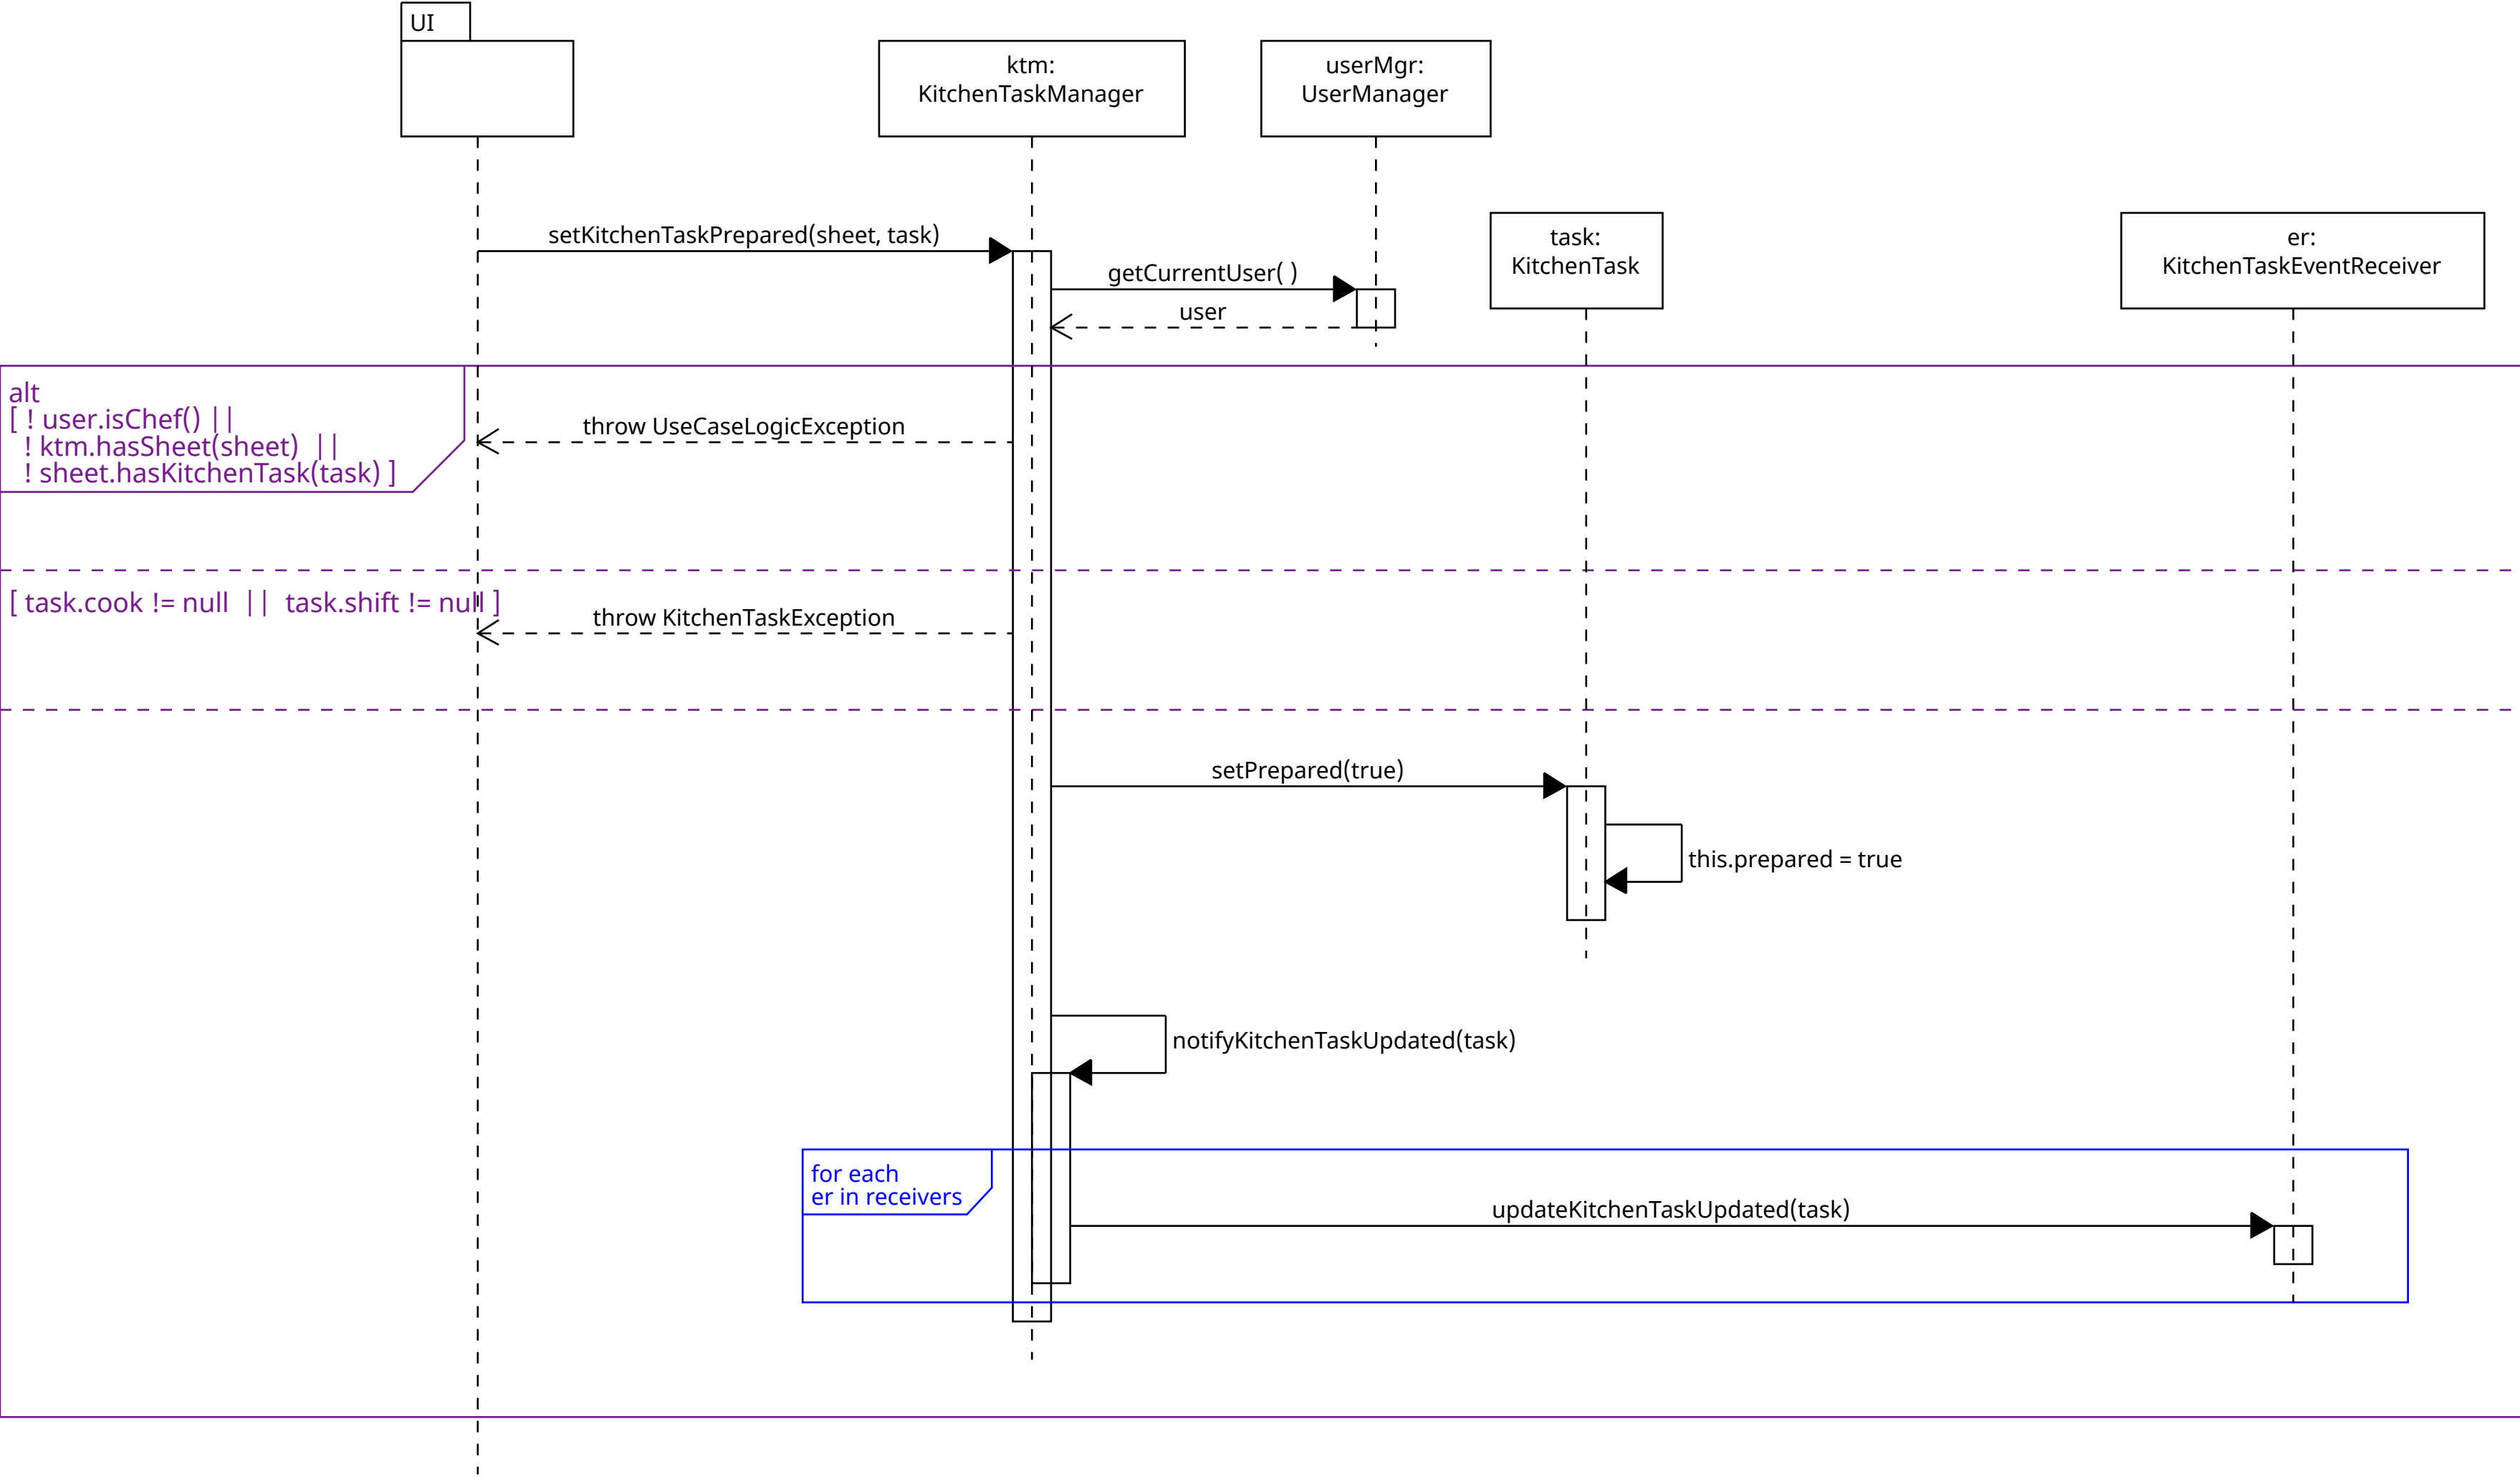 UI
ktm:
KitchenTaskManager
userMgr:
UserManager
task:
KitchenTask
er:
KitchenTaskEventReceiver
setKitchenTaskPrepared(sheet, task)
getCurrentUser( )
user
alt
[ ! user.isChef() ||
! ktm.hasSheet(sheet) ||
! sheet.hasKitchenTask(task) ]
throw UseCaseLogicException
[ task.cook != null || task.shift != null ]
throw KitchenTaskException
setPrepared(true)
this.prepared = true
notifyKitchenTaskUpdated(task)
for each
er in receivers
updateKitchenTaskUpdated(task)